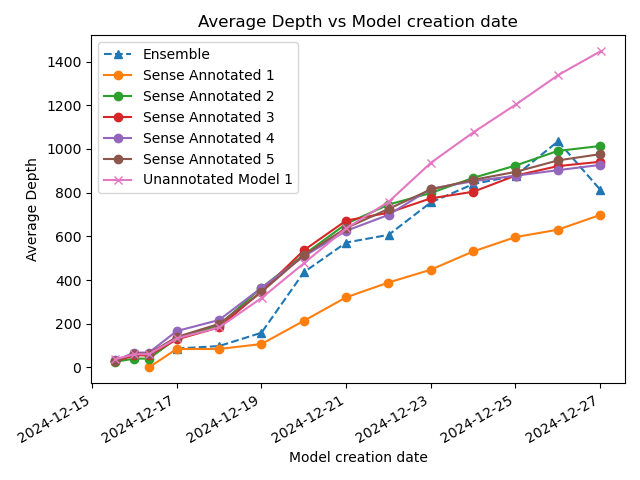 Average Depth vs Model creation date
Ensemble
Sense Annotated 1
Sense Annotated 2
Sense Annotated 3
Sense Annotated 4
Sense Annotated 5
Unannotated Model 1
Average Depth
1400
1200
1000
800
600
400
200
0
2024-12-15
2024-12-17
2024-12-19
2024-12-21
2024-12-23
2024-12-25
2024-12-27
Model creation date